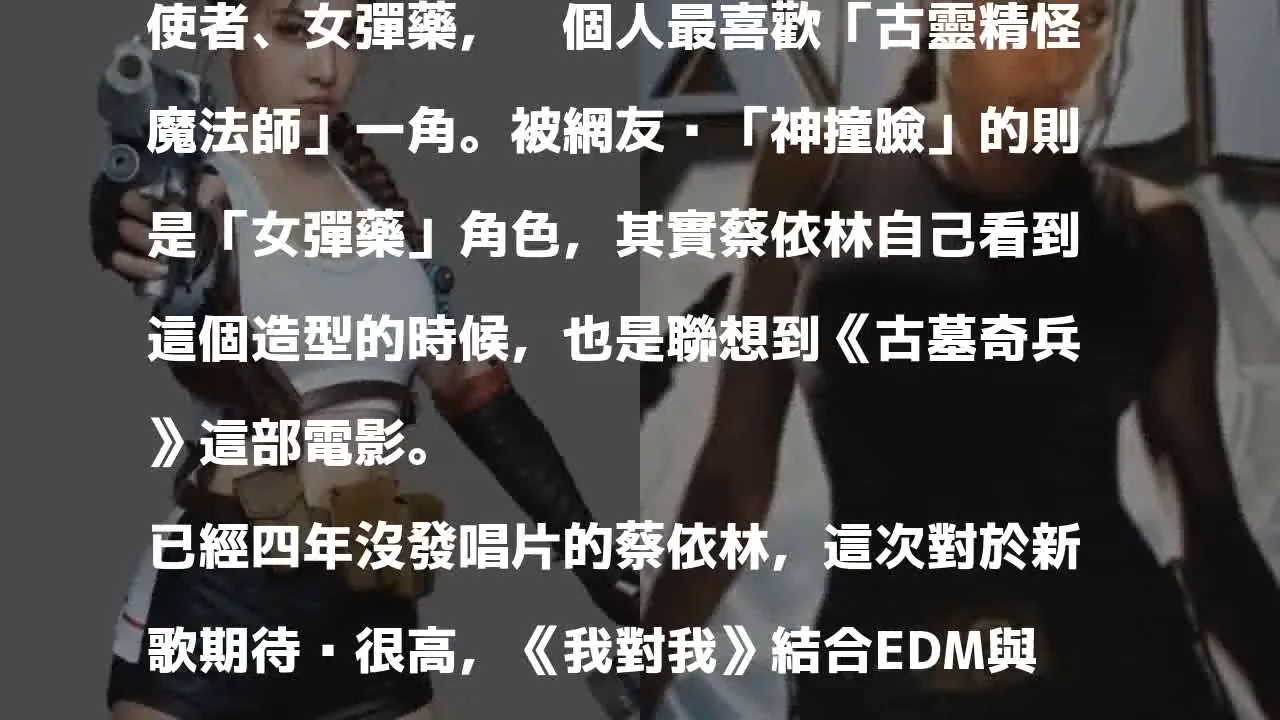 使者、女彈藥，　個人最喜歡「古靈精怪
魔法師」一角。被網友▪「神撞臉」的則
是「女彈藥」角色，其實蔡依林自己看到
這個造型的時候，也是聯想到《古墓奇兵
》這部電影。
已經四年沒發唱片的蔡依林，這次對於新
歌期待▪很高，《我對我》結合EDM與